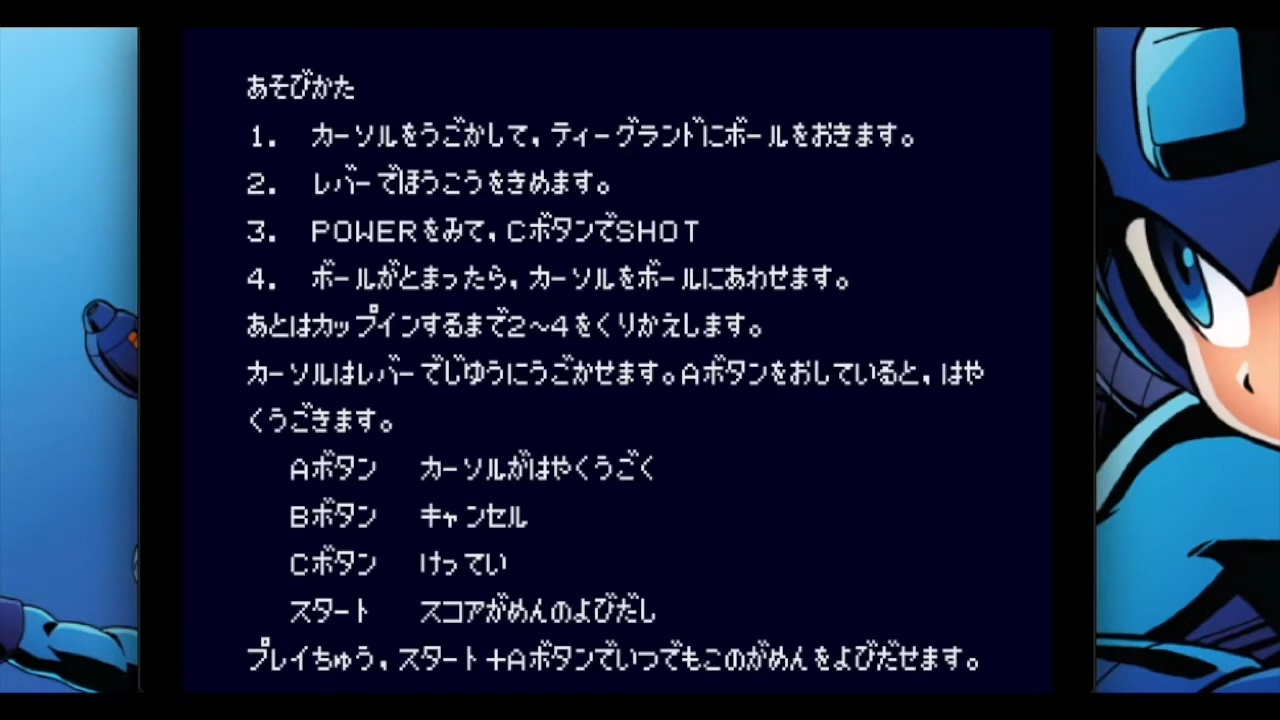 あそびかた
1. カーソルをうごかして,ティーグランドにボールをおきます。
2. レバーでほうこうをきめます。
3. POWERをみて,CボタンでSHOT
4. ボールがとまったら,カーソルをボールにあわせます。
あとはカップインするまで2~4をくりかえします。
カーソルはレバーでじゆうにうごかせます。Aボタンをおしていると,はや
くうごきます。
Aボタン カーソルがはやくうごく
Bボタン キャンセル
Cボタン けってい
スタート スコアがめんのよびだし
プレイちゅう,スタート+Aボタンでいつでもこのがめんをよびだせます。